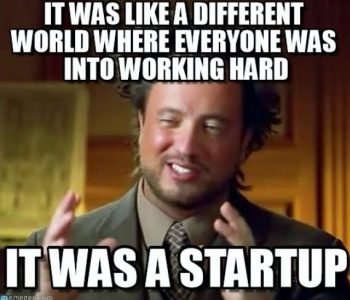 IT WAS LIKE A DIFFERENT
WORLD WHERE EVERYONE WAS
INTO WORKING HARD
IT WAS A STARTUP